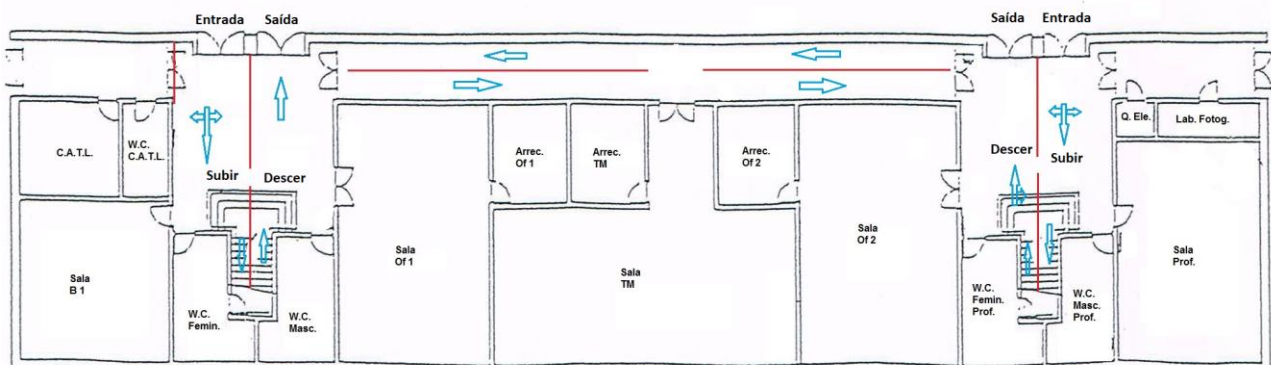 Entrada Saída
Saída Entrada
C.A.T.L.
W.C.
C.A.T.L.
Subir
Descer
Arrec.
Of 1
Arrec.
TM
Arrec.
Of 2
Descer
Subir
Q. Ele.
Lab. Fotog.
Sala
B 1
W.C.
Femin.
W.C.
Masc.
Sala
Of 1
Sala
TM
Sala
Of 2
W.C.
Femin.
Prof.
W.C.
Masc.
Prof.
Sala
Prof.